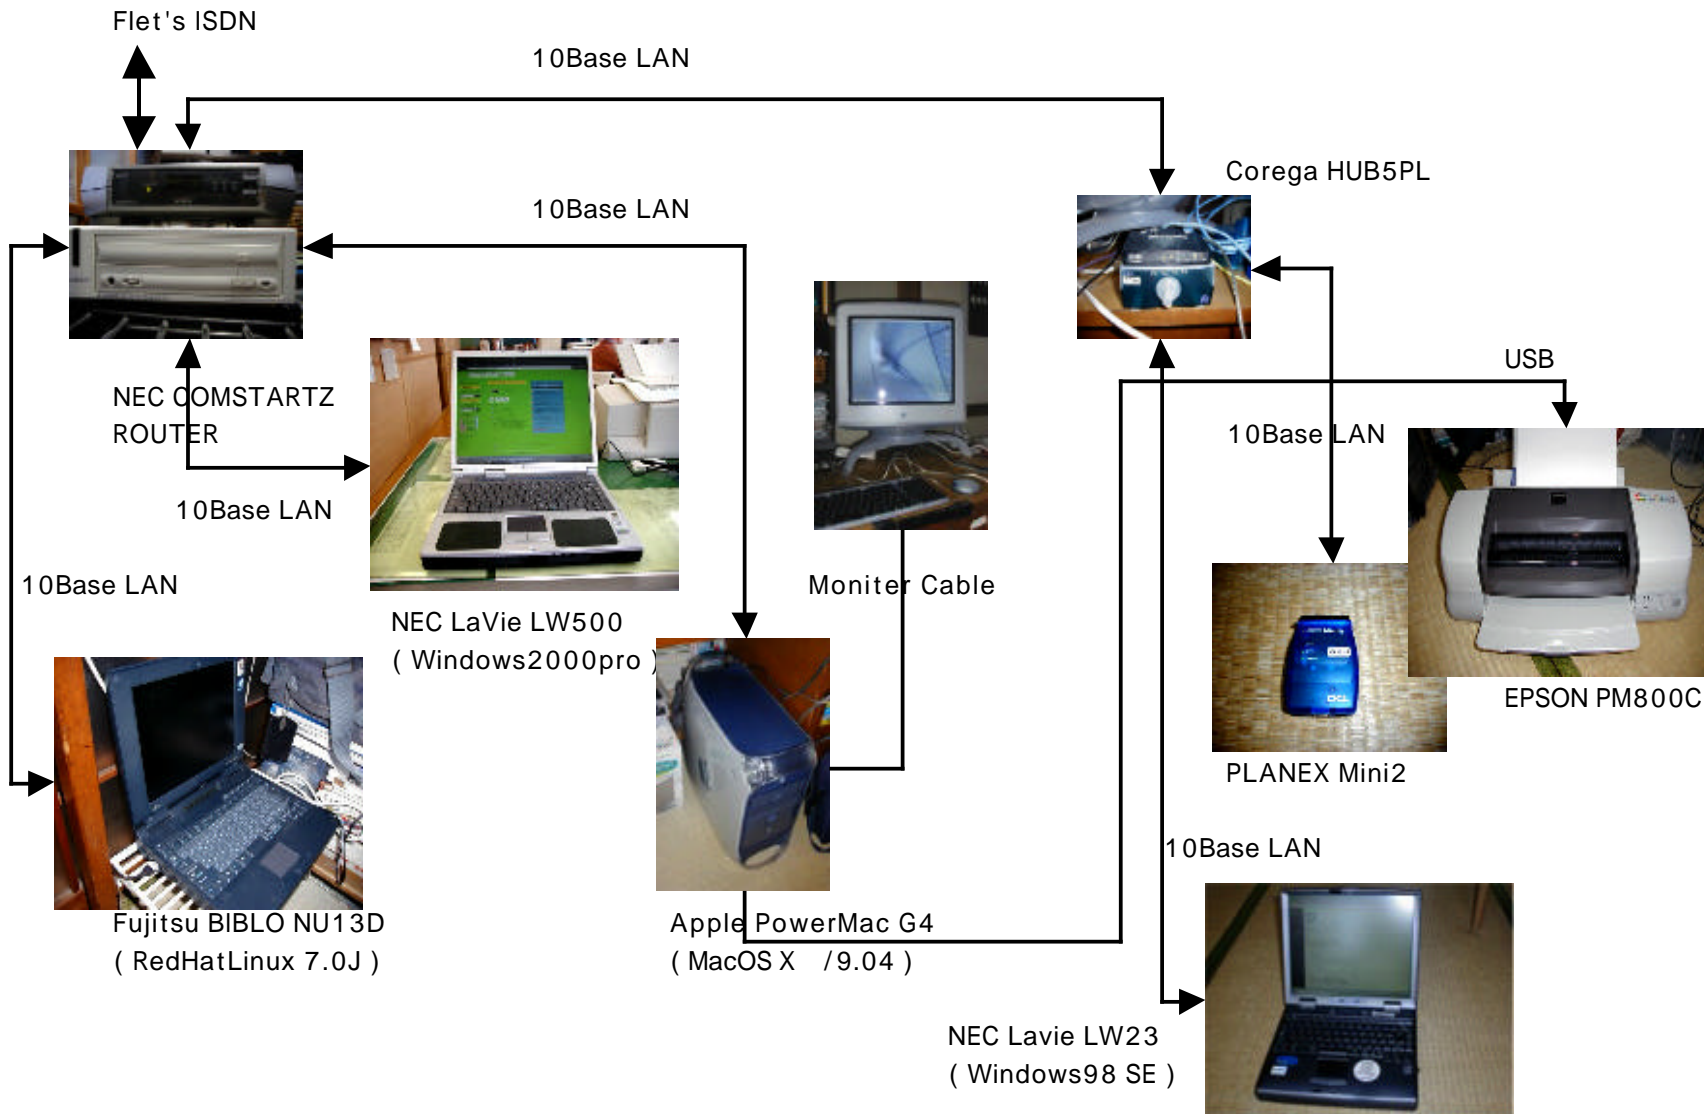 Flet's ISDN
10Base LAN
Corega HUB5PL
10Base LAN
USB
NEC COMSTARTZ
ROUTER
10Base LAN
10Base LAN
10Base LAN
Moniter Cable
NEC LaVie LW500
( Windows2000pro )
EPSON PM800C
PLANEX Mini2
10Base LAN
Fujitsu BIBLO NU13D
( RedHatLinux 7.0J )
Apple PowerMac G4
( MacOS X /9.04 )
NEC Lavie LW23
( Windows98 SE )